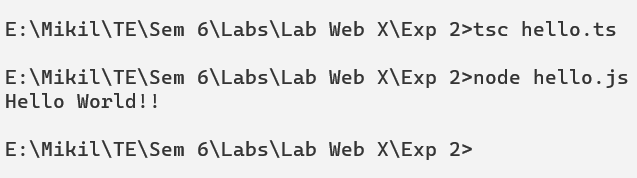 E:\Mikil\TE\Sem 6\Labs\Lab Web X\Exp 2>tsc hello.ts
E:\Mikil\TE\Sem 6\Labs\Lab Web X\Exp 2>node hello.js
Hello World!!
E:\Mikil\TE\Sem 6\Labs\Lab Web X\Exp 2>